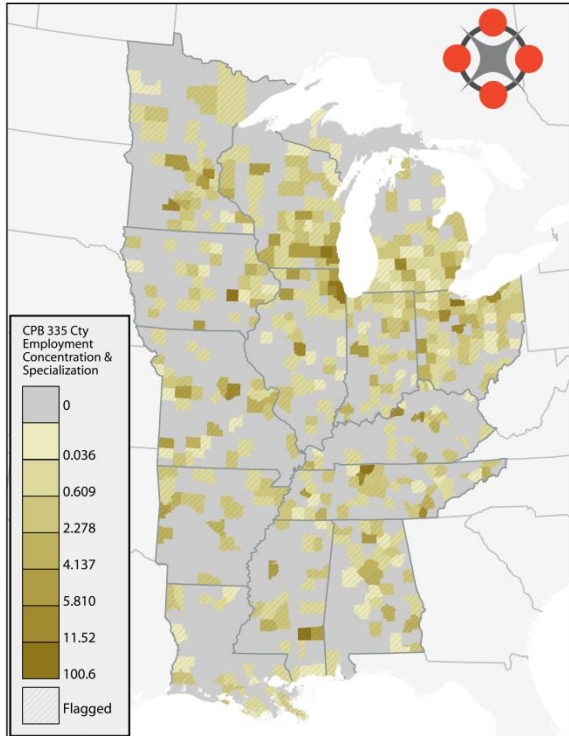 CPB 335 Cty
Employment
Concentration &
Specialization
0
0.036
0.609
2.278
4.137
5.810
11.52
100.6
Flagged